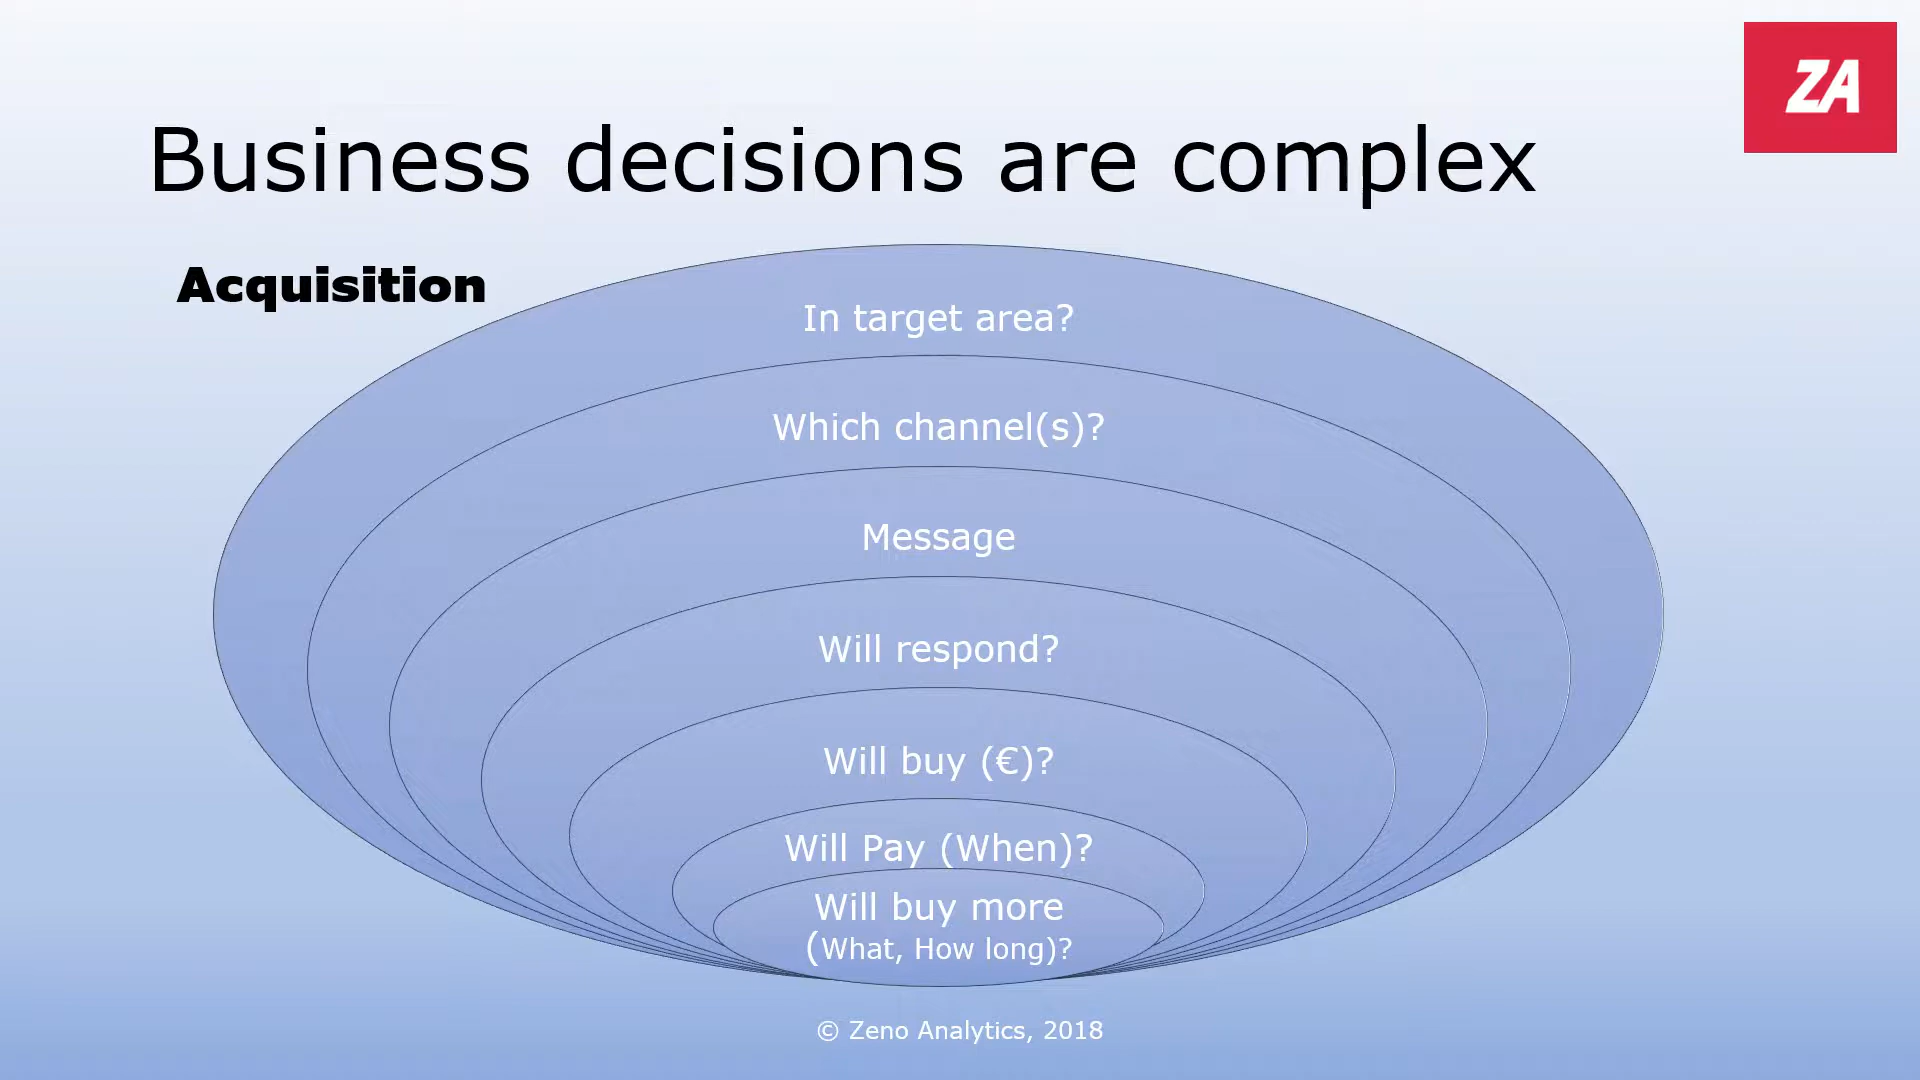 ZA
Business decisions are complex
Acquisition
In target area?
Which channel(s)?
Message
Will respond?
Will buy (€)?
Will Pay (When)?
Will buy more
(What, How long)?
© Zeno Analytics, 2018